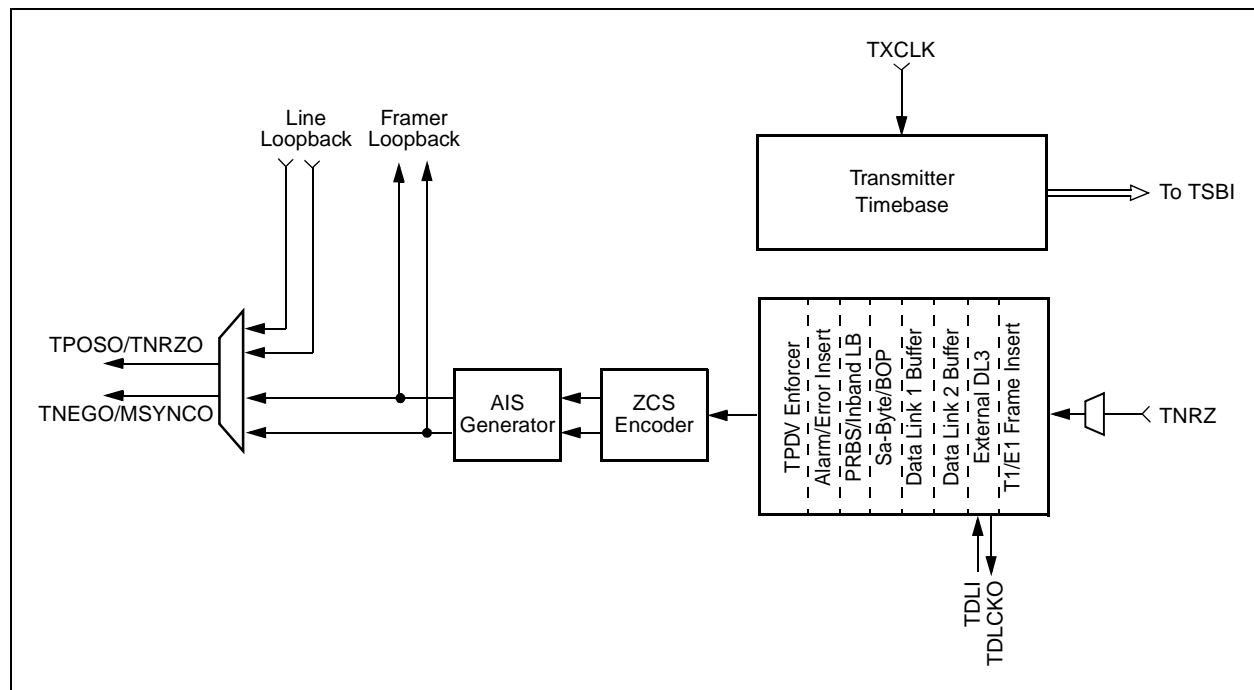 TXCLK
Line
Loopback
Framer
Loopback
Transmitter
Timebase
To TSBI
TPOSO/TNRZO
TNEGO/MSYNCO
AIS
Generator
ZCS
Encoder
TPDV Enforcer
Alarm/Error Insert
PRBS/Inband LB
Sa-Byte/BOP
Data Link 1 Buffer
Data Link 2 Buffer
External DL3
T1/E1 Frame Insert
TNRZ
TDLI
TDLCKO